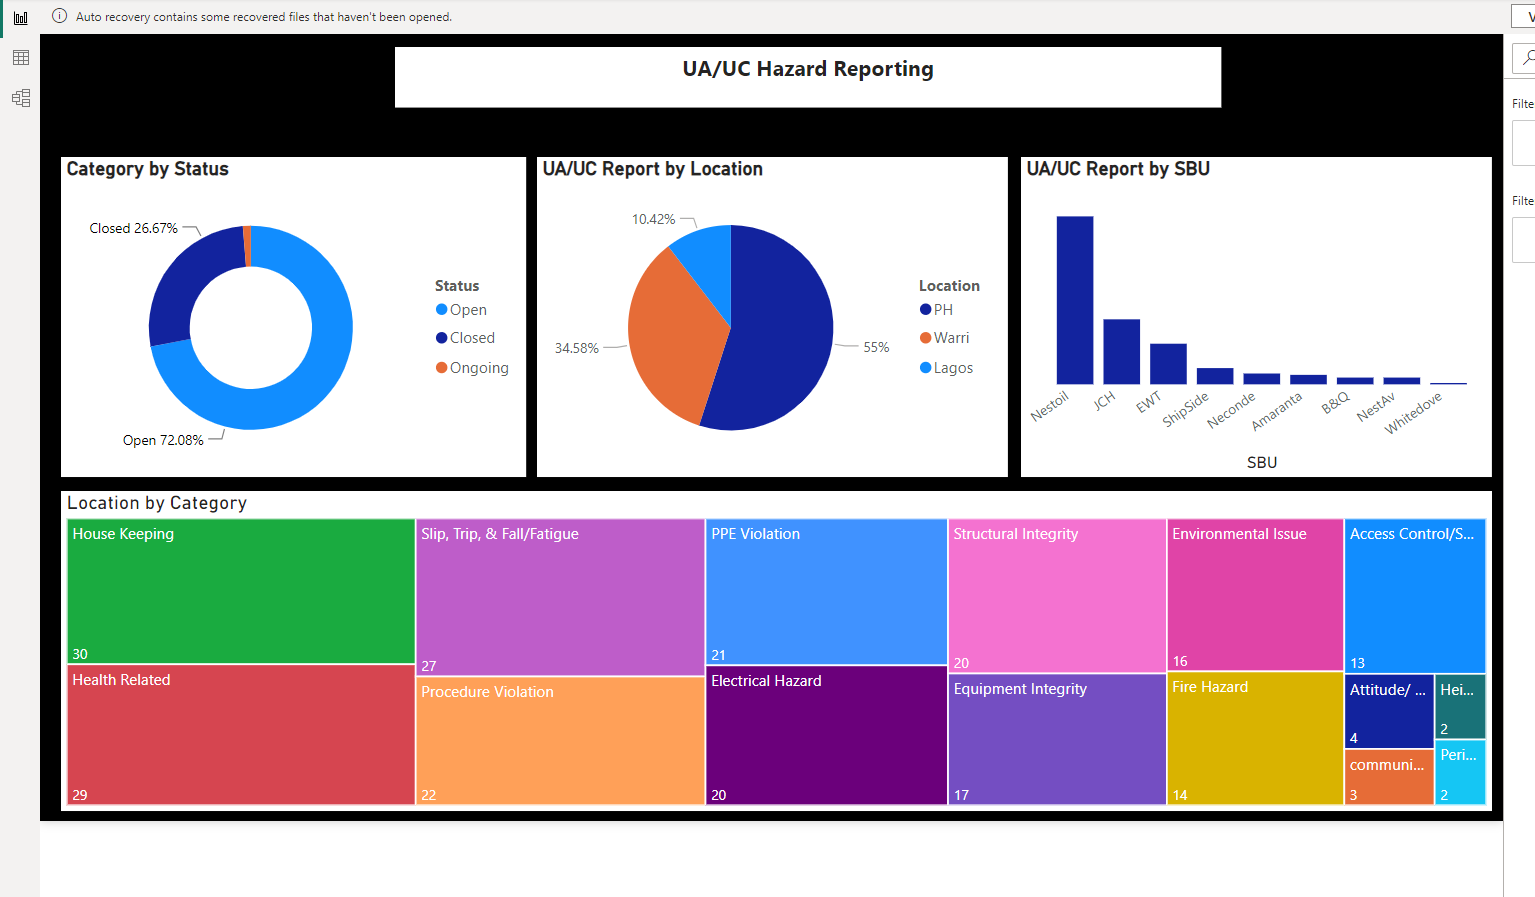 Auto recovery contains some recovered files that haven't been opened.
UA/UC Hazard Reporting
Category by Status
Closed 26.67%
Open 72.08%
Status
Open
Closed
Ongoing
UA/UC Report by Location
10.42%
34.58%
55%
Location
PH
Warri
Lagos
UA/UC Report by SBU
Nestoil
JCH
EWT
ShipSide
Neconde
Amaranta
B&Q
NestAv
Whitedove
SBU
Location by Category
House Keeping
30
Health Related
29
Slip, Trip, & Fall/Fatigue
27
Procedure Violation
22
PPE Violation
21
Electrical Hazard
20
Structural Integrity
20
Equipment Integrity
17
Environmental Issue
16
Fire Hazard
14
Access Control/S...
13
Attitude/ ...
4
communi...
3
Hei...
2
Peri...
2
Filte
Filte